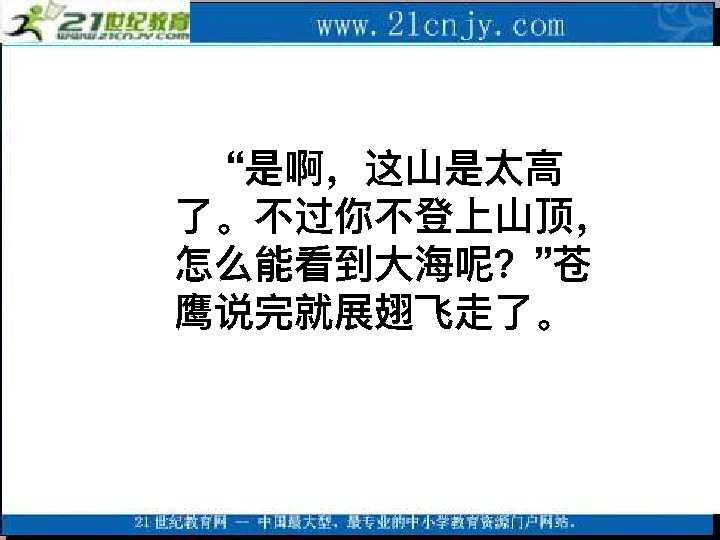 21世纪教育
WWW.21CNJY.COM
www.21cnjy.com
“是啊，这山是太高
了。不过你不登上山顶，
怎么能看到大海呢？”苍
鹰说完就展翅飞走了。
21世纪教育网 -- 中国最大型、最专业的中小学教育资源门户网站．